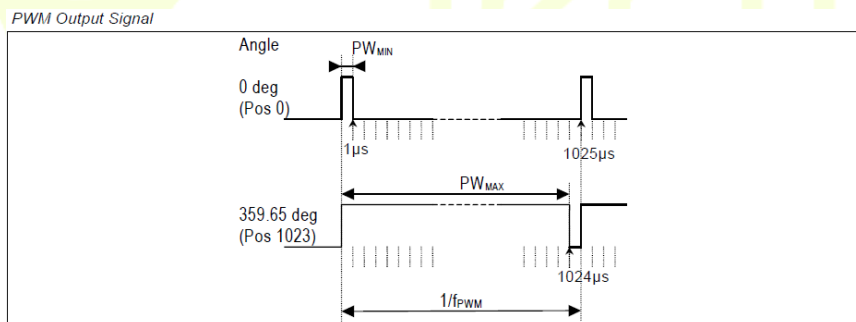 PWM Output Signal
Angle
PWMIN
0 deg
(Pos 0)
1µs
1025µs
PWMAX
359.65 deg
(Pos 1023)
1024µs
1/fPWM